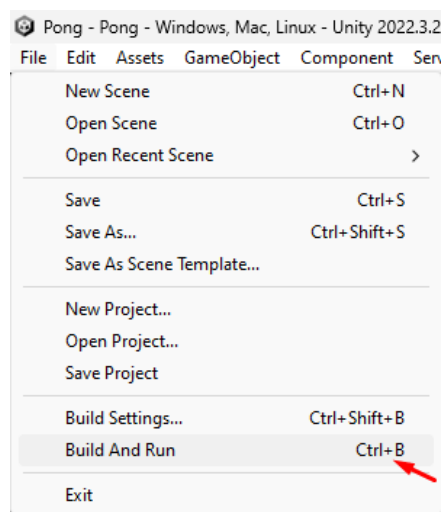 Pong - Pong - Windows, Mac, Linux - Unity 2022.3.2
File Edit Assets GameObject Component Serv
New Scene Ctrl+N
Open Scene Ctrl+O
Open Recent Scene >
Save Ctrl+S
Save As... Ctrl+Shift+S
Save As Scene Template...
New Project...
Open Project...
Save Project
Build Settings... Ctrl+Shift+B
Build And Run Ctrl+B
Exit